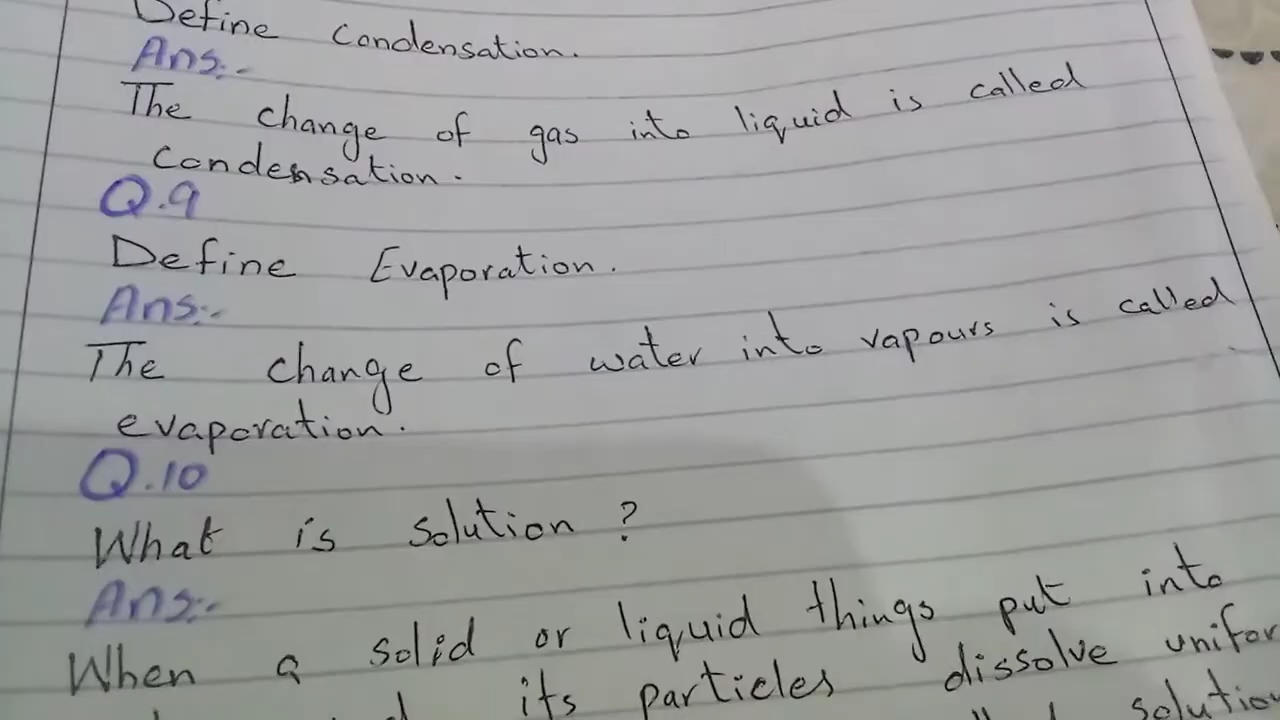 Define Condensation.
Ans:-
The change of gas into liquid is called
condensation.
Q.9
Define Evaporation.
Ans:-
The change of water into vapours is called
evaporation.
Q.10
What is solution ?
Ans:-
When a solid or liquid things put into
its particles dissolve unifor
solution